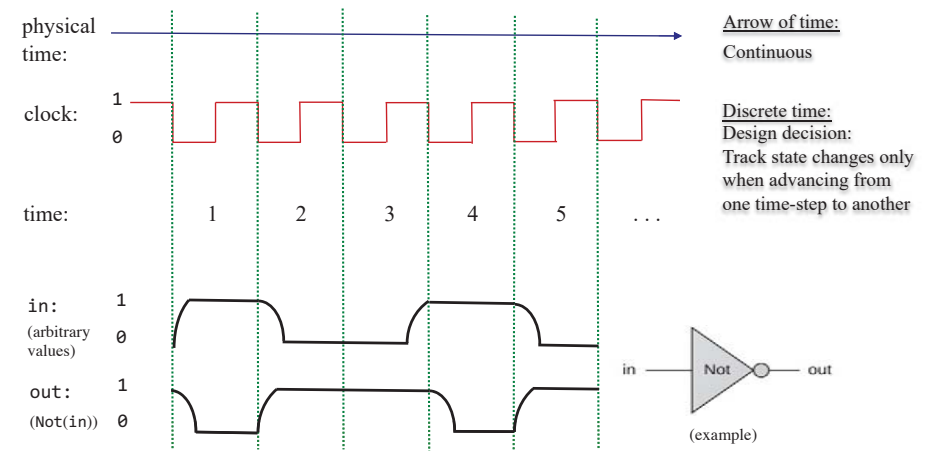 physical
time:
Arrow of time:
Continuous
clock:
1
0
Discrete time:
Design decision:
Track state changes only
when advancing from
one time-step to another
time:
1 2 3 4 5 ...
in:
(arbitrary
values)
1
0
out:
(Not(in))
1
0
in Not out
(example)